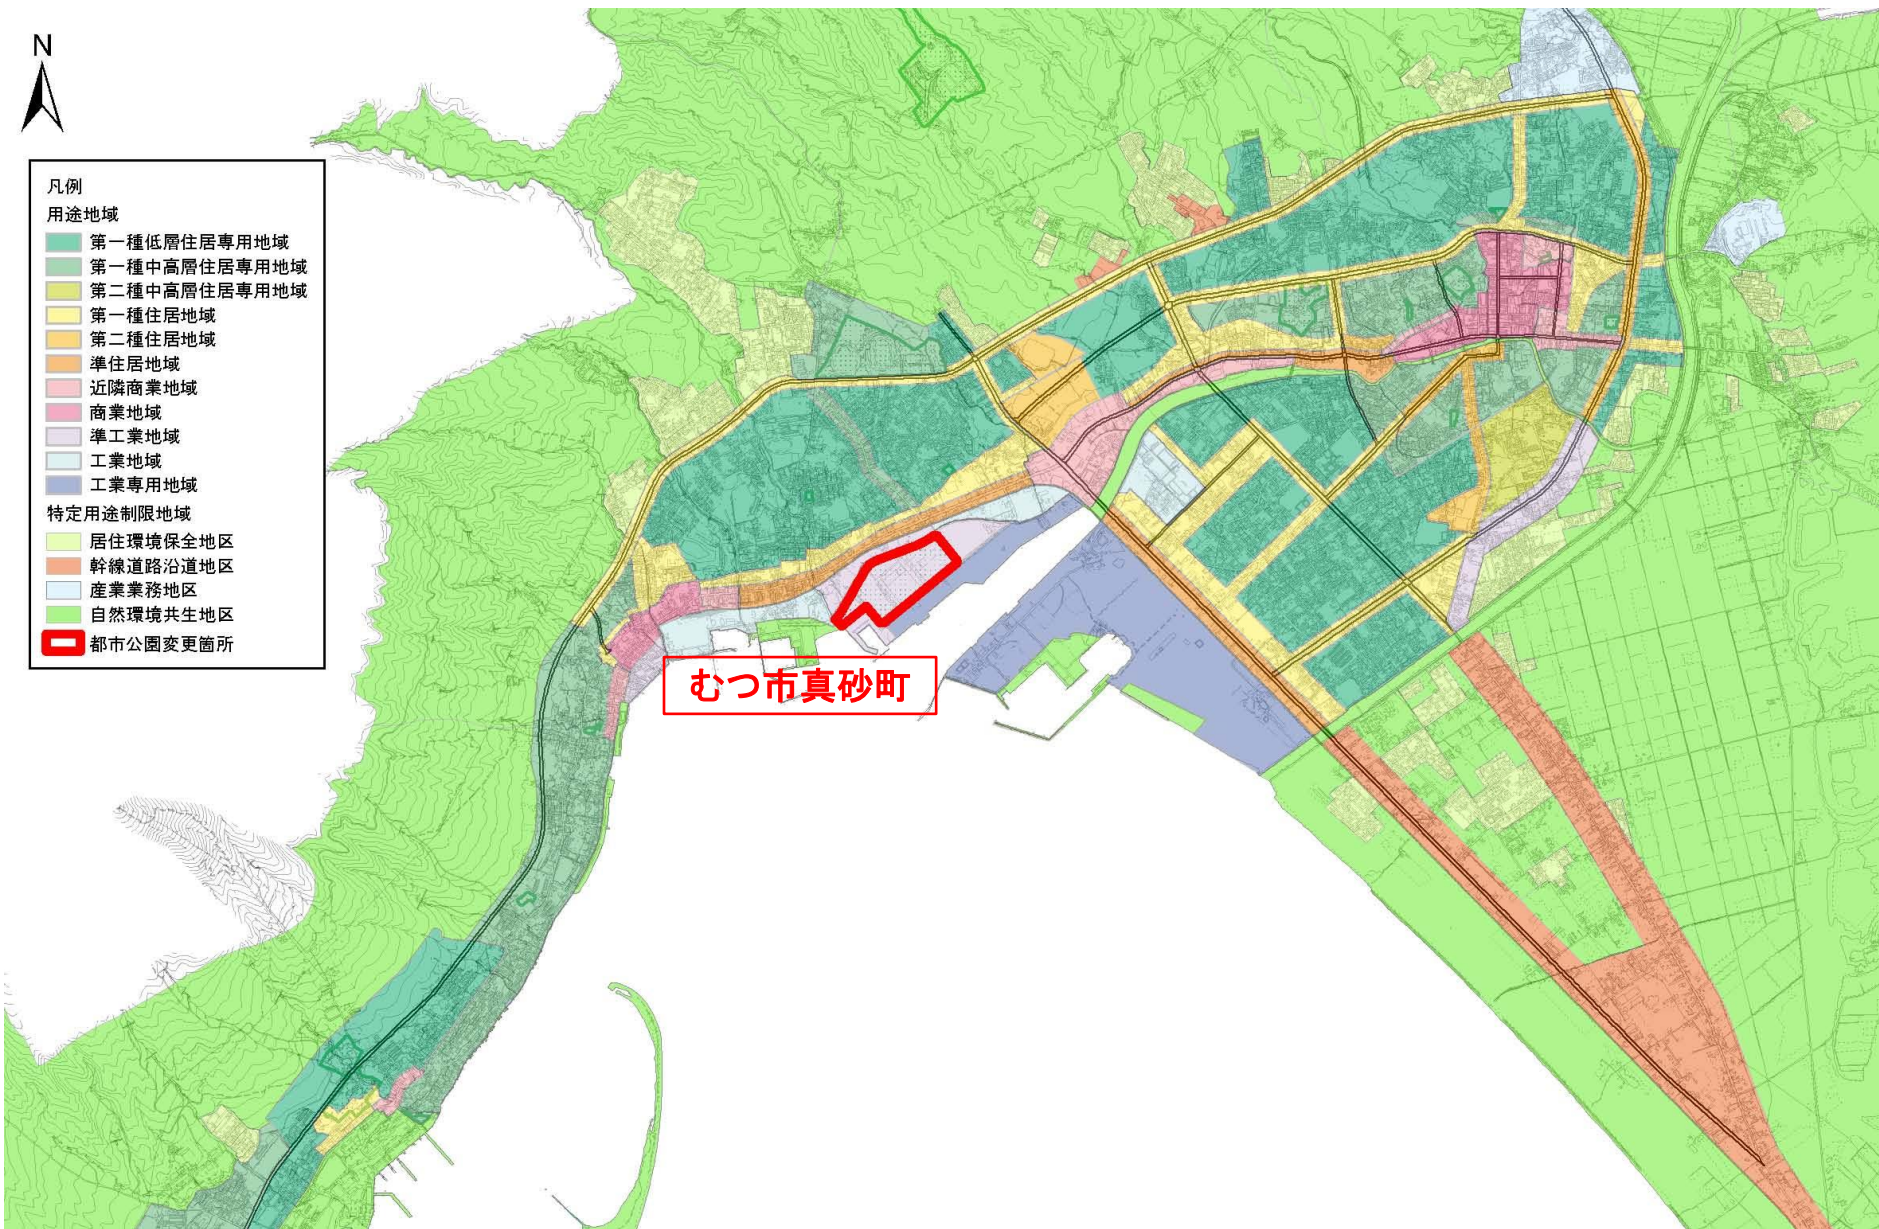 N
凡例
用途地域
第一種低層住居専用地域
第一種中高層住居専用地域
第二種中高層住居専用地域
第一種住居地域
第二種住居地域
準住居地域
近隣商業地域
商業地域
準工業地域
工業地域
工業専用地域
特定用途制限地域
居住環境保全地区
幹線道路沿道地区
産業業務地区
自然環境共生地区
都市公園変更箇所
むつ市真砂町